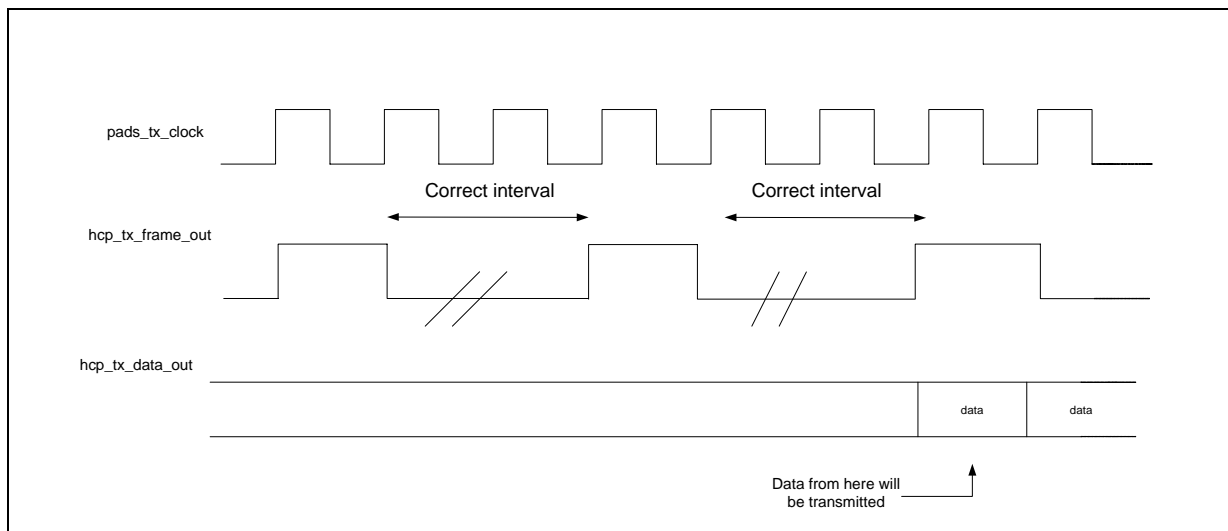 pads_tx_clock
Correct interval
Correct interval
hcp_tx_frame_out
hcp_tx_data_out
data
data
Data from here will
be transmitted